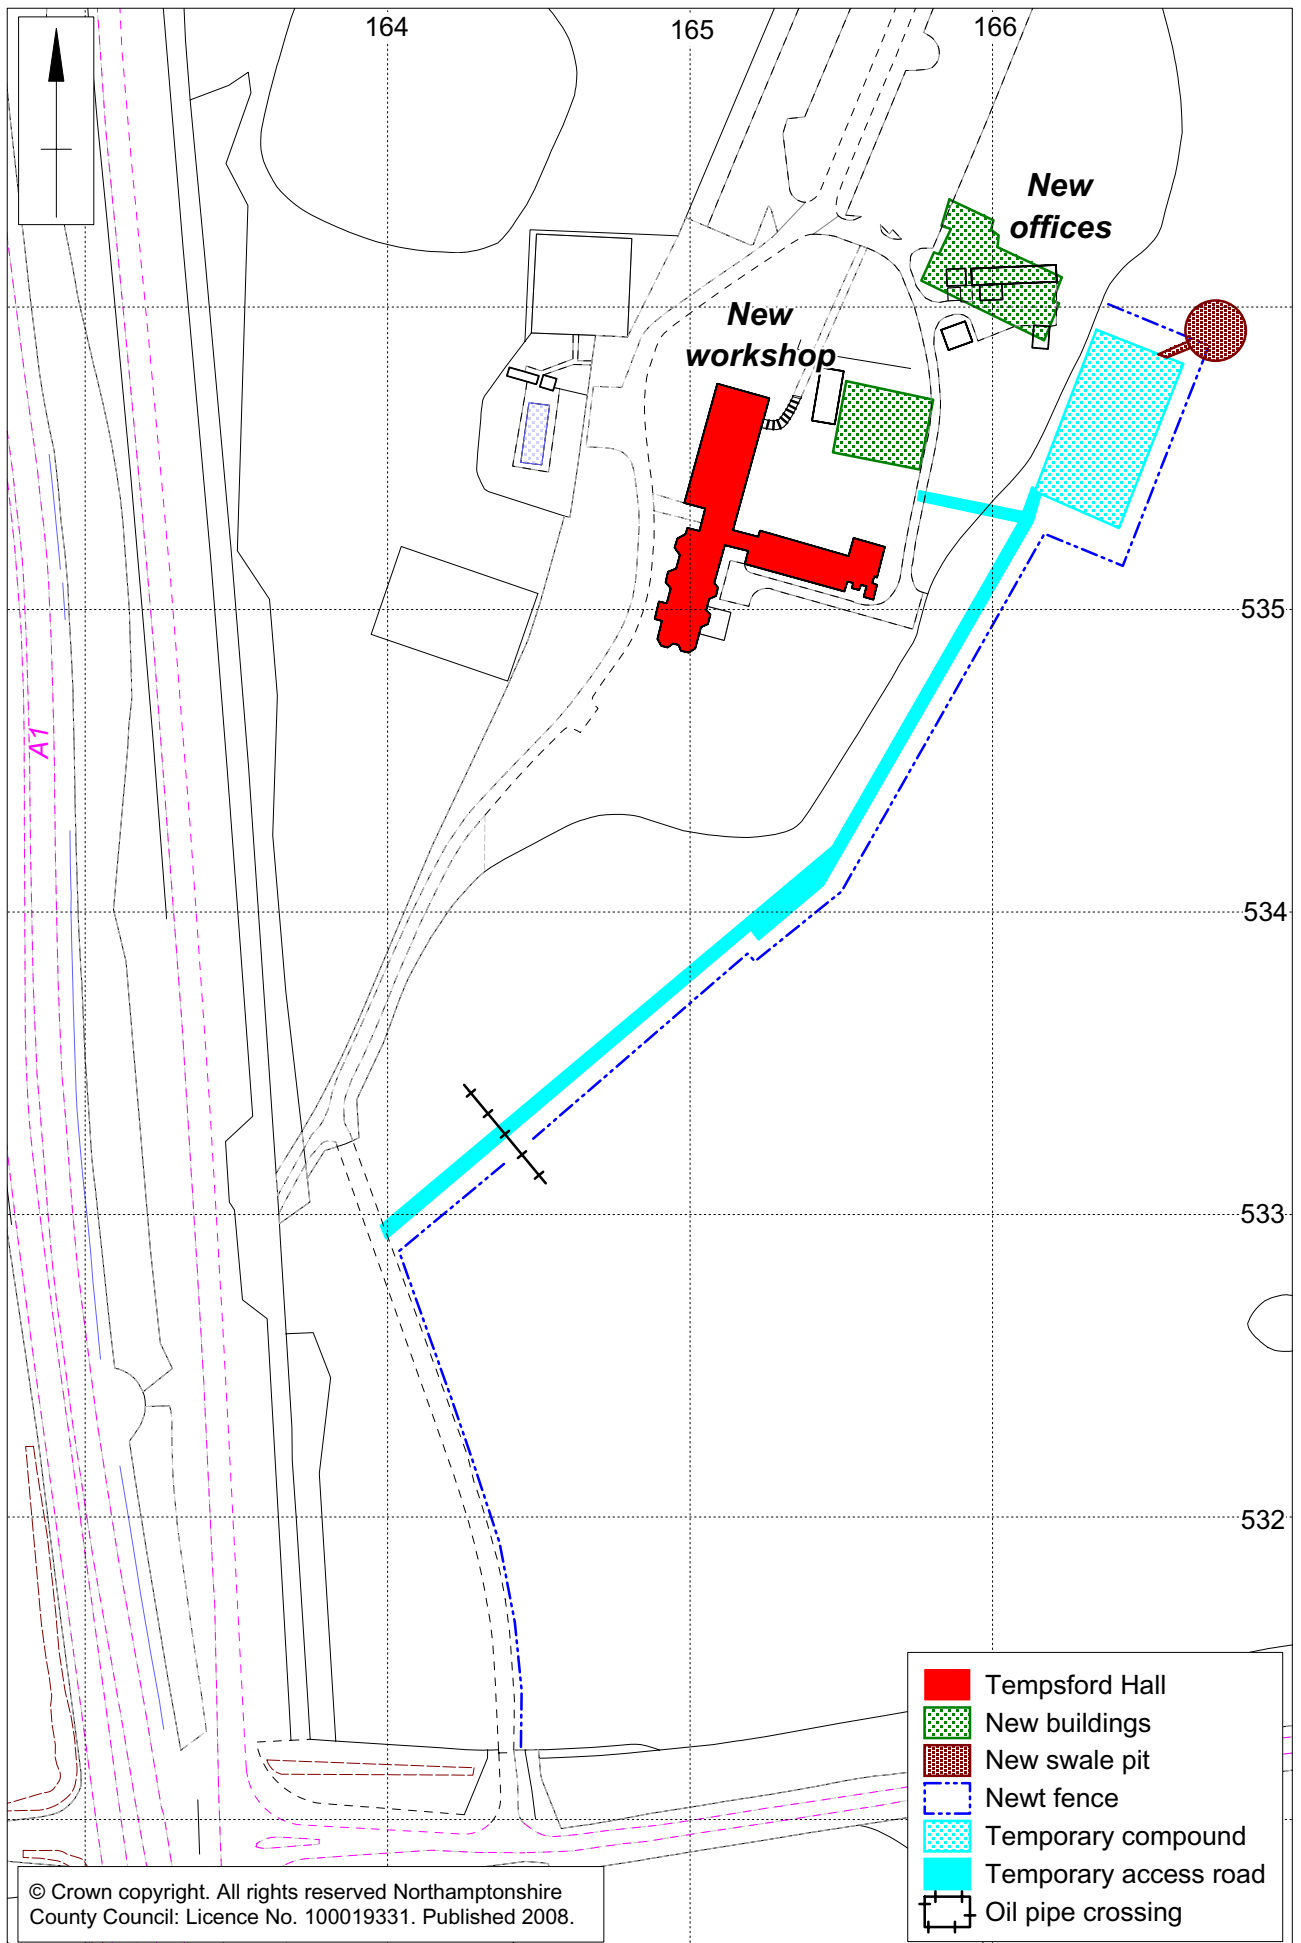 164
165
166
New
offices
New
workshop
535
A1
534
533
532
Tempsford Hall
New buildings
New swale pit
Newt fence
Temporary compound
Temporary access road
Oil pipe crossing
© Crown copyright. All rights reserved Northamptonshire
County Council: Licence No. 100019331. Published 2008.